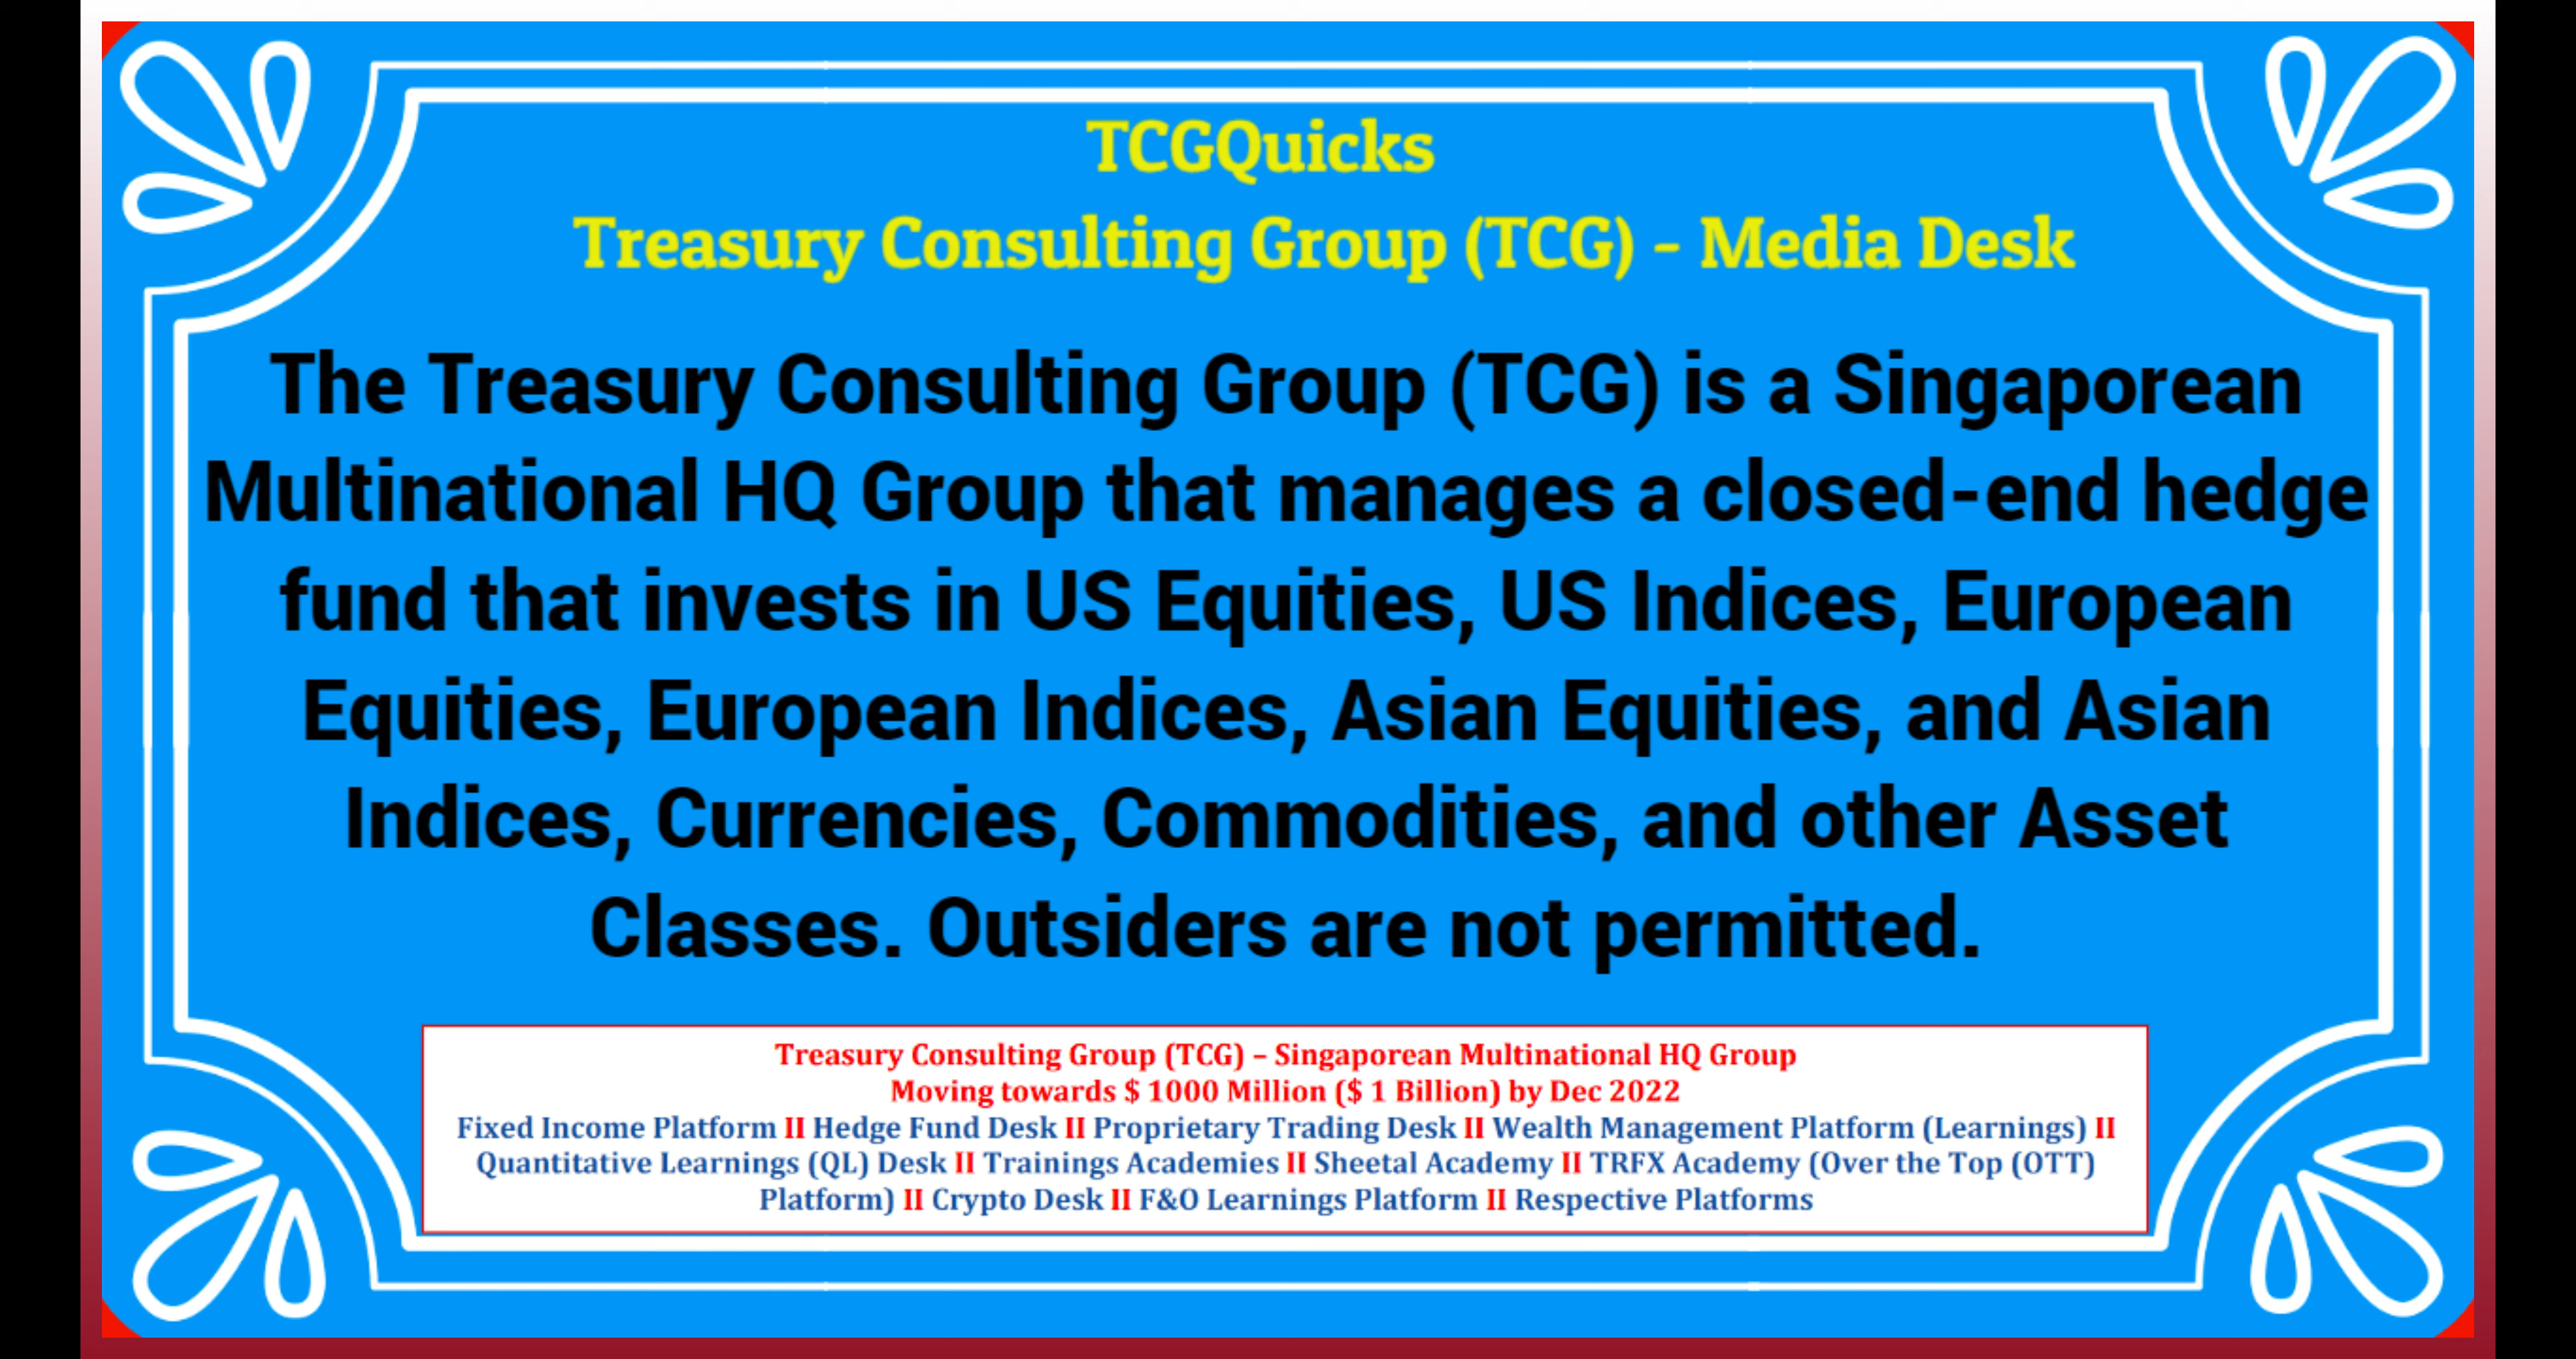 TCGQuicks
Treasury Consulting Group (TCG) - Media Desk
The Treasury Consulting Group (TCG) is a Singaporean
Multinational HQ Group that manages a closed-end hedge
fund that invests in US Equities, US Indices, European
Equities, European Indices, Asian Equities, and Asian
Indices, Currencies, Commodities, and other Asset
Classes. Outsiders are not permitted.
Treasury Consulting Group (TCG) – Singaporean Multinational HQ Group
Moving towards $ 1000 Million ($ 1 Billion) by Dec 2022
Fixed Income Platform II Hedge Fund Desk II Proprietary Trading Desk II Wealth Management Platform (Learnings) II
Quantitative Learnings (QL) Desk II Trainings Academies II Sheetal Academy II TRFX Academy (Over the Top (OTT)
Platform) II Crypto Desk II F&O Learnings Platform II Respective Platforms